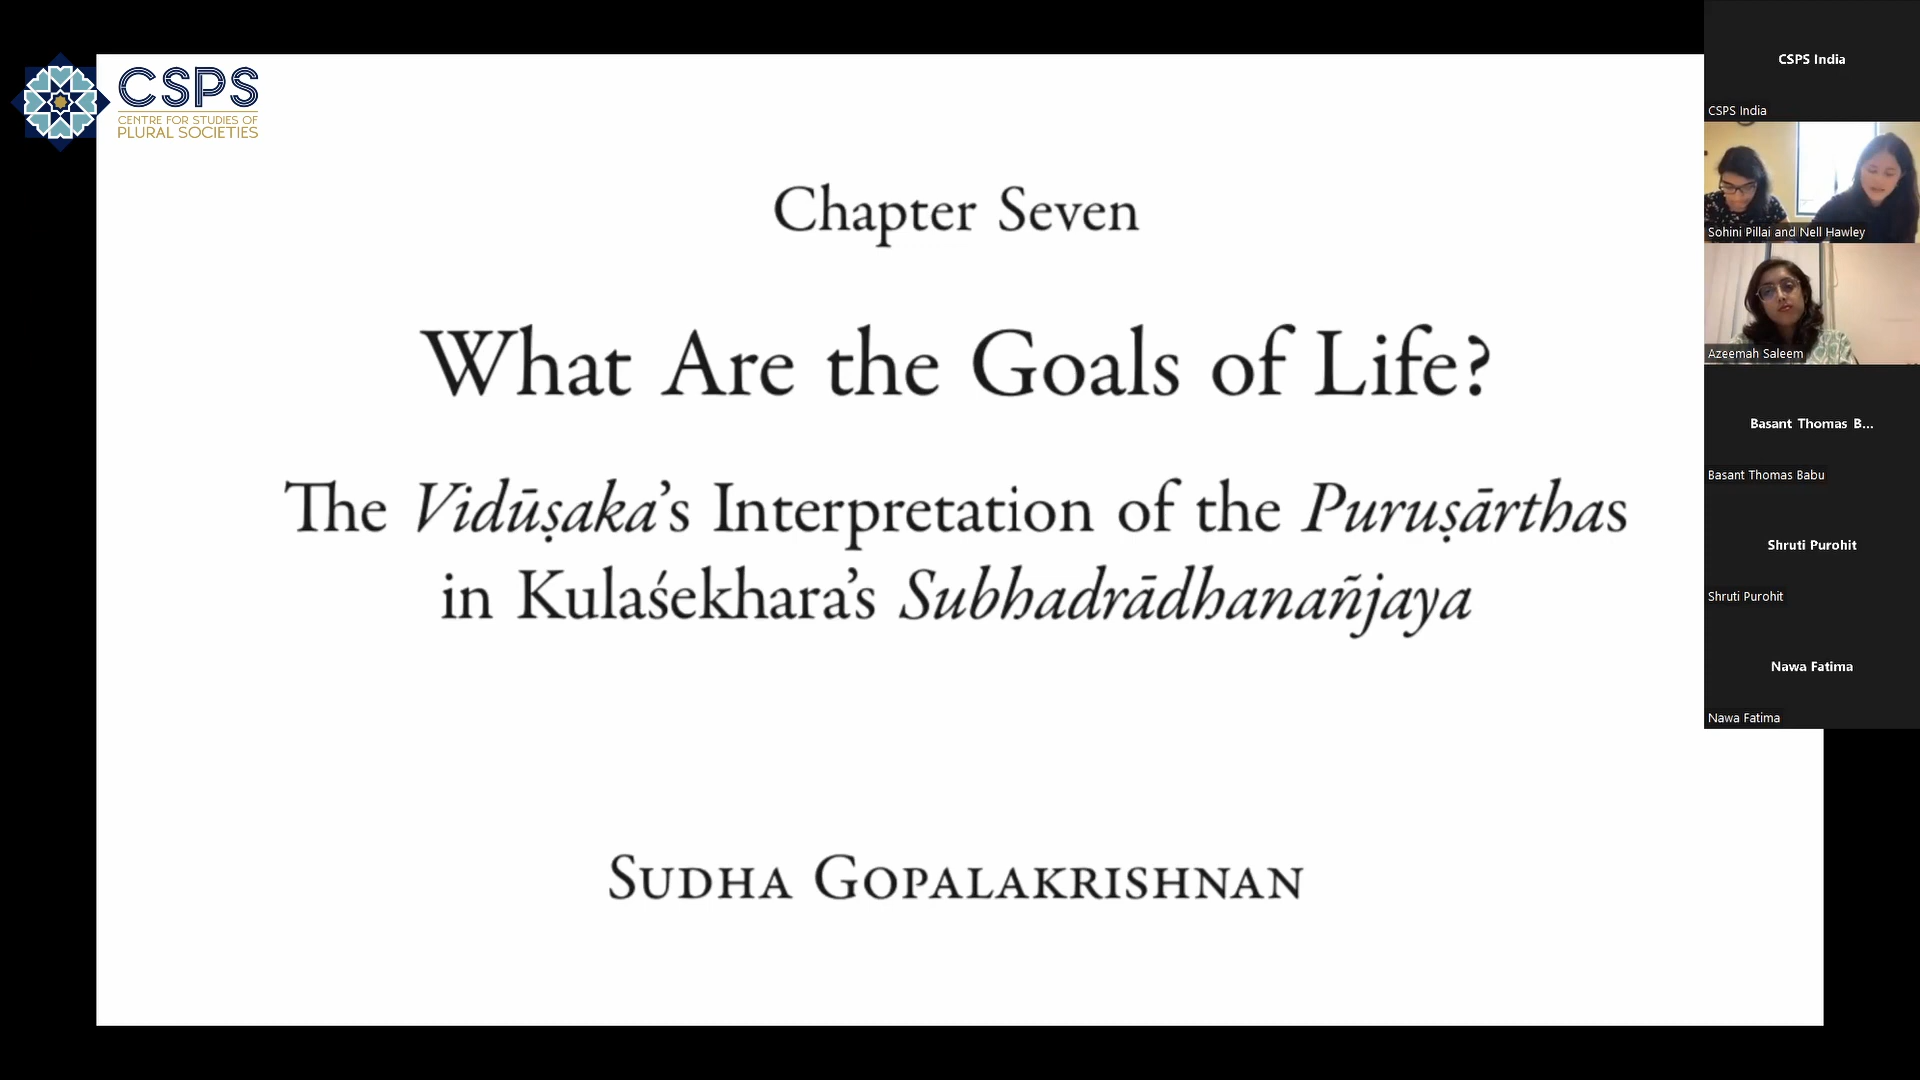 CSPS
CENTRE FOR STUDIES OF
PLURAL SOCIETIES
Chapter Seven
What Are the Goals of Life?
The Vidūṣaka’s Interpretation of the Puruṣārthas
in Kulaśekhara’s Subhadrādhanañjaya
SUDHA GOPALAKRISHNAN
CSPS India
CSPS India
Sohini Pillai and Nell Hawley
Azeemah Saleem
Basant Thomas B...
Basant Thomas Babu
Shruti Purohit
Shruti Purohit
Nawa Fatima
Nawa Fatima